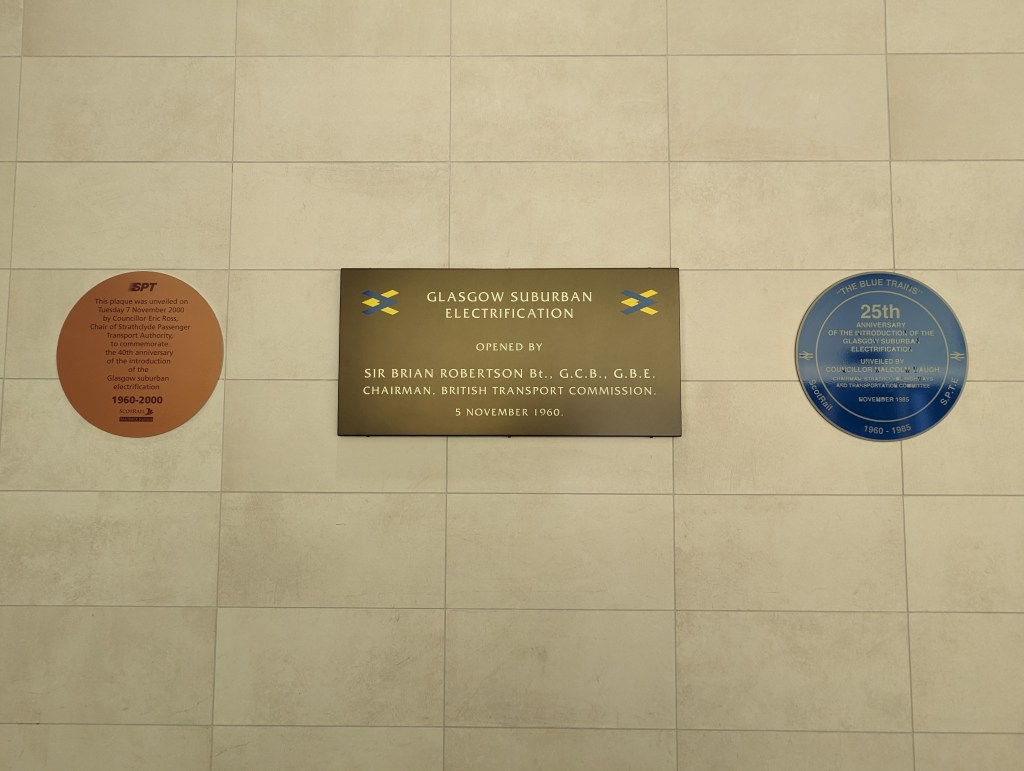 SPT
This plaque was unveiled on
Tuesday 7 November 2000
by Councillor Eric Ross,
Chair of Strathclyde Passenger
Transport Authority,
to commemorate
the 40th anniversary
of the introduction
of the
Glasgow suburban
electrification
1960-2000
ScotRail
GLASGOW SUBURBAN
ELECTRIFICATION
OPENED BY
SIR BRIAN ROBERTSON Bt., G.C.B., G.B.E.
CHAIRMAN, BRITISH TRANSPORT COMMISSION.
5 NOVEMBER 1960.
"THE BLUE TRAINS"
25th
ANNIVERSARY
OF THE INTRODUCTION OF THE
GLASGOW SUBURBAN
ELECTRIFICATION
UNVEILED BY
COUNCILLOR MALCOLM WAUGH
AND TRANSPORTATION COMMITTEE
NOVEMBER 1985
ScotRail
S.P.T.E.
1960 - 1985